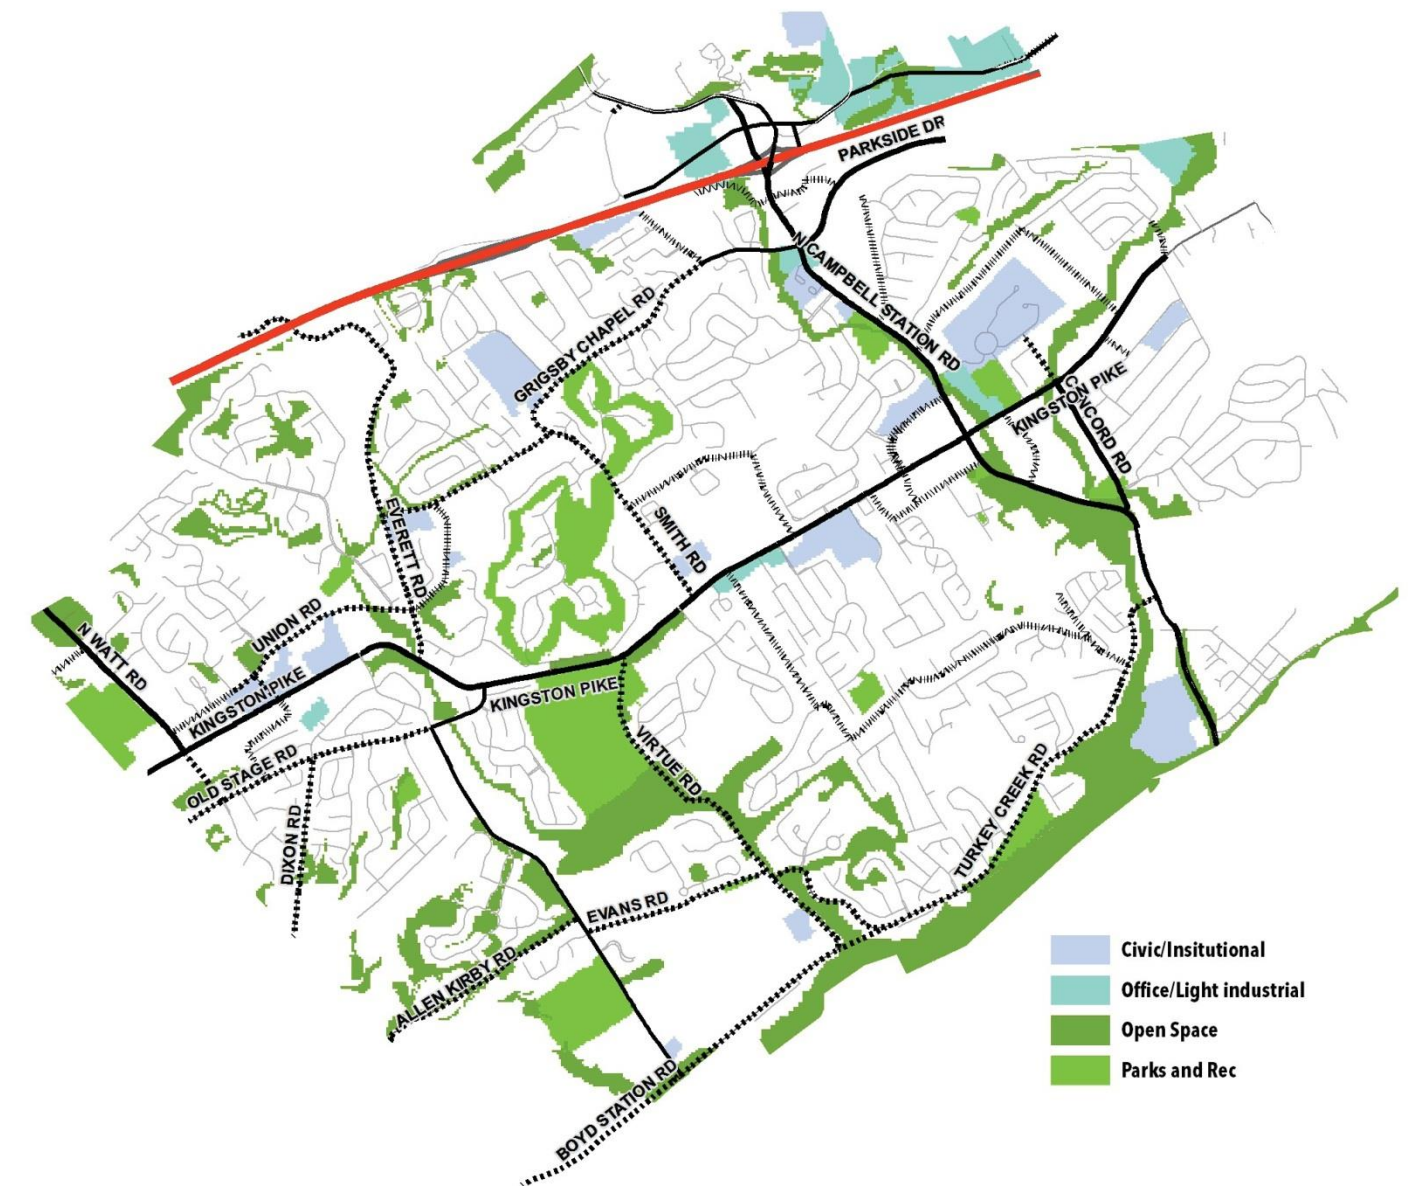 PARKSIDE DR
N CAMPBELL STATION RD
GRIGSBY CHAPEL RD
KINGSTON PIKE
CONCORD RD
SMITH RD
EVERETT RD
UNION RD
N WATT RD
KINGSTON PIKE
KINGSTON PIKE
OLD STAGE RD
VIRTUE RD
DIXON RD
TURKEY CREEK RD
EVANS RD
ALLEN KIRBY RD
BOYD STATION RD
Civic/Insitutional
Office/Light industrial
Open Space
Parks and Rec